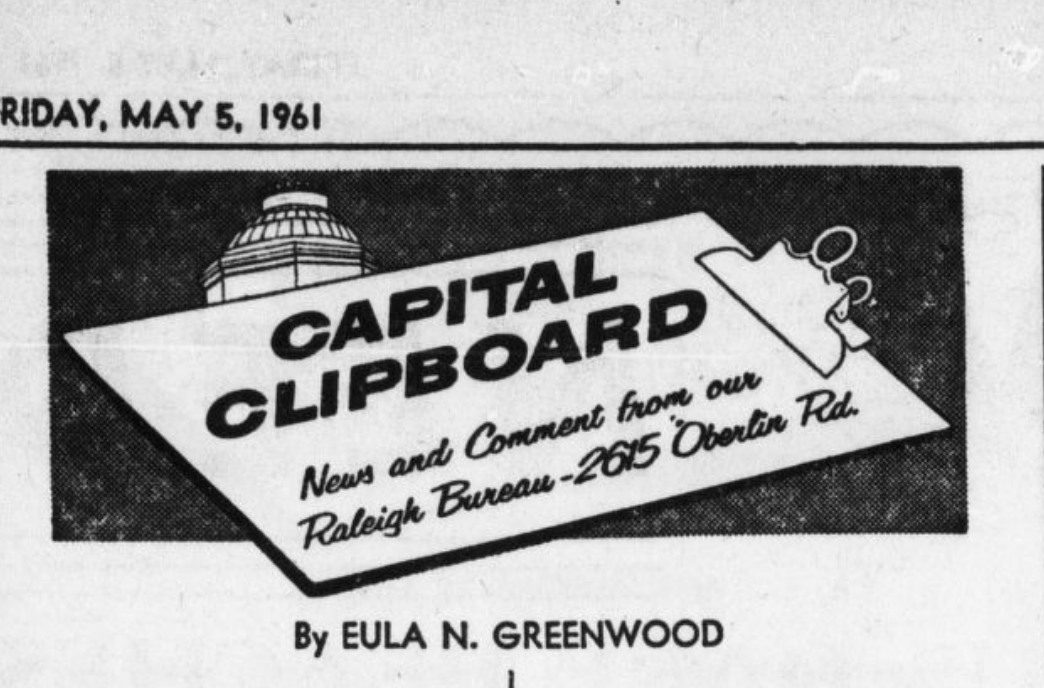 RIDAY, MAY 5, 1961
CAPITAL
CLIPBOARD
News and Comment from our
Raleigh Bureau-2615 Oberlin Rd.
By EULA N. GREENWOOD